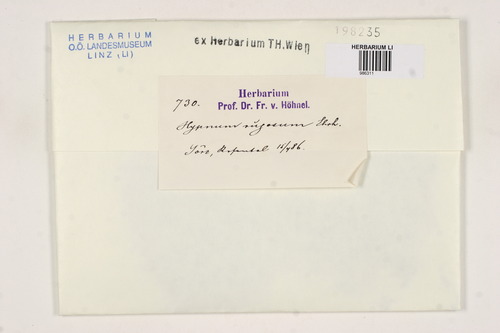 HERBARIUM
O.Ö. LANDESMUSEUM
LINZ (LI)
ex herbarium TH.Wien
198235
HERBARIUM LI
Herbarium
730. Prof. Dr. Fr. v. Höhnel.
Hypnum rugosum